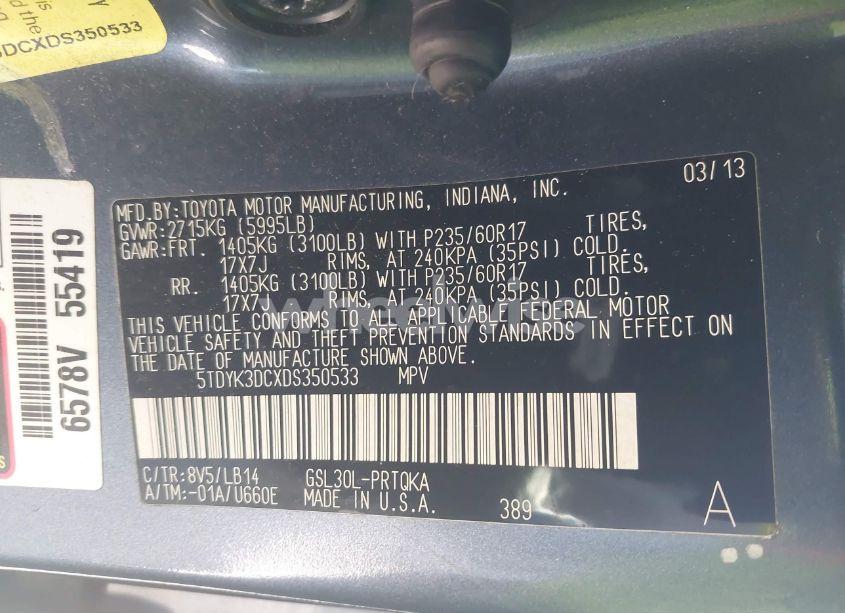 y
is
d the
DCXDS350533
6578V 55419
S
03/13
MFD.BY:TOYOTA MOTOR MANUFACTURING, INDIANA, INC.
GVWR:2715KG (5995LB)
GAWR:FRT. 1405KG (3100LB) WITH P235/60R17 TIRES,
17X7J RIMS, AT 240KPA (35PSI) COLD.
RR. 1405KG (3100LB) WITH P235/60R17 TIRES,
17X7J RIMS, AT 240KPA (35PSI) COLD.
THIS VEHICLE CONFORMS TO ALL APPLICABLE FEDERAL MOTOR
VEHICLE SAFETY AND THEFT PREVENTION STANDARDS IN EFFECT ON
THE DATE OF MANUFACTURE SHOWN ABOVE.
5TDYK3DCXDS350533 MPV
C/TR:8V5/LB14 GSL30L-PRTQKA
A/TM:-01A/U660E MADE IN U.S.A.
389 A